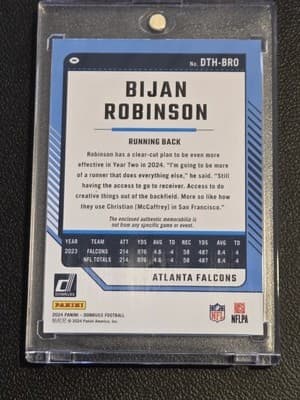 No. DTH-BRO
BIJAN
ROBINSON
RUNNING BACK
Robinson has a clear-cut plan to be even more
effective in Year Two in 2024. "I'm going to be more
of a runner that does everything else," he said. "Still
having the access to go to receiver. Access to do
creative things out of the backfield. More so like how
they use Christian [McCaffrey] in San Francisco."
The enclosed authentic memorabilia is
not from any specific game or event.
YEAR TEAM ATT YDS AVG TD REC YDS AVG TD
2023 FALCONS 214 976 4.6 4 58 487 8.4 4
NFL TOTALS 214 976 4.6 4 58 487 8.4 4
ATLANTA FALCONS
DONRUSS
PANINI
NFL
NFLPA
2024 PANINI - DONRUSS FOOTBALL
© 2024 Panini America, Inc.